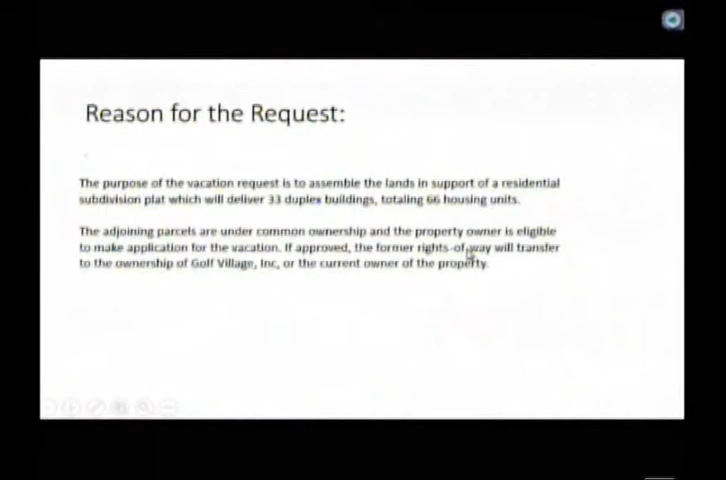 Reason for the Request:
The purpose of the vacation request is to assemble the lands in support of a residential
subdivision plat which will deliver 33 duplex buildings, totaling 66 housing units.
The adjoining parcels are under common ownership and the property owner is eligible
to make application for the vacation. If approved, the former rights-of-way will transfer
to the ownership of Golf Village, Inc, or the current owner of the property.